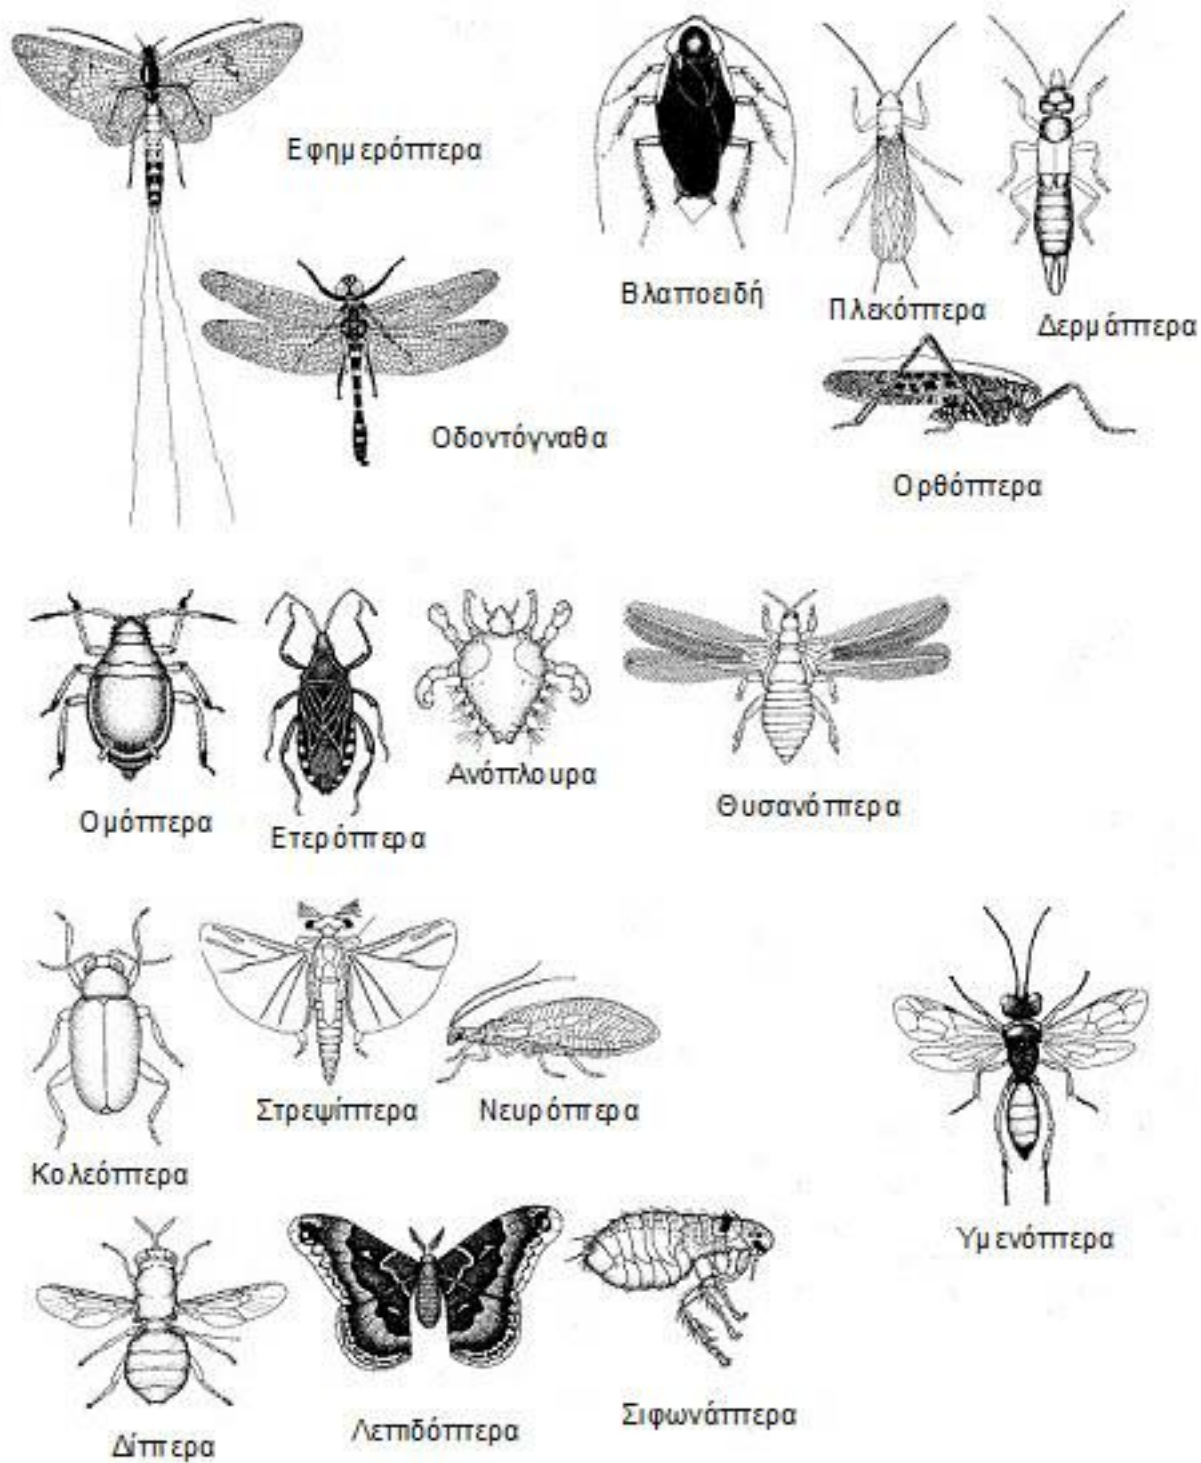 Εφημερόπτερα
Βλαττοειδή
Πλεκόπτερα
Δερμάπτερα
Οδοντόγναθα
Ορθόπτερα
Ομόπτερα
Ετερόπτερα
Ανόπλουρα
Θυσανόπτερα
Κολεόπτερα
Στρεψίπτερα
Νευρόπτερα
Υμενόπτερα
Δίπτερα
Λεπιδόπτερα
Σιφωνάπτερα